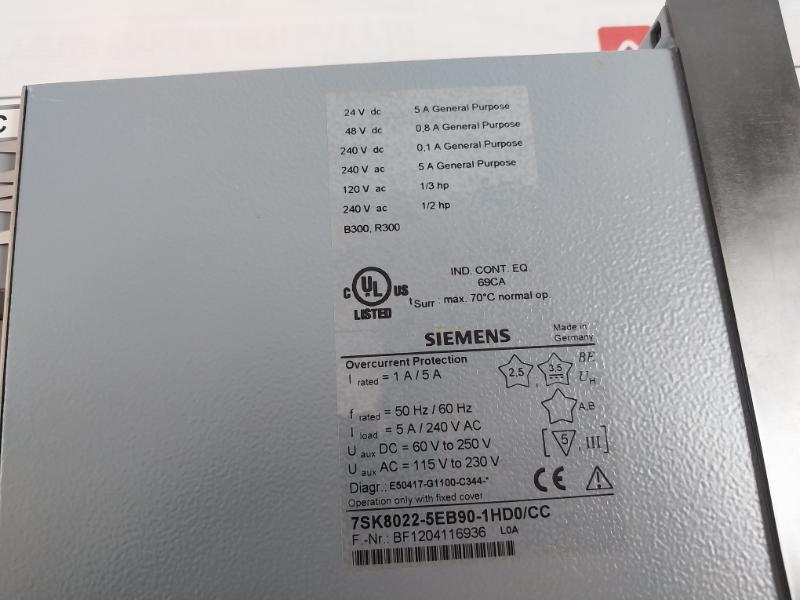 C
24 V dc 5 A General Purpose
48 V dc 0,8 A General Purpose
240 V dc 0,1 A General Purpose
240 V ac 5 A General Purpose
120 V ac 1/3 hp
240 V ac 1/2 hp
B300, R300
C UL US
LISTED
IND. CONT. EQ.
69CA
tSurr : max. 70°C normal op.
SIEMENS
Made in
Germany
Overcurrent Protection
I rated = 1 A / 5 A
2,5 , 3,5 BF
UH
f rated = 50 Hz / 60 Hz
A,B
I load = 5 A / 240 V AC
U aux DC = 60 V to 250 V
[5, III]
U aux AC = 115 V to 230 V
Diagr.: E50417-G1100-C344-*
CE
Operation only with fixed cover
7SK8022-5EB90-1HD0/CC
F.-Nr.: BF1204116936 L0A